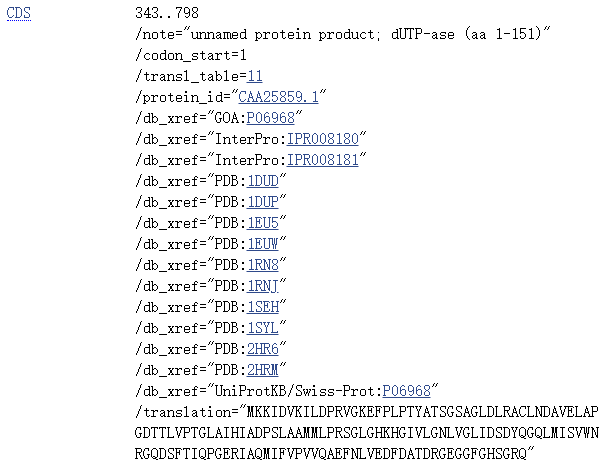 CDS 343..798
/note="unnamed protein product; dUTP-ase (aa 1-151)"
/codon_start=1
/transl_table=11
/protein_id="CAA25859.1"
/db_xref="GOA:P06968"
/db_xref="InterPro:IPR008180"
/db_xref="InterPro:IPR008181"
/db_xref="PDB:1DUD"
/db_xref="PDB:1DUP"
/db_xref="PDB:1EU5"
/db_xref="PDB:1EUW"
/db_xref="PDB:1RN8"
/db_xref="PDB:1RNJ"
/db_xref="PDB:1SEH"
/db_xref="PDB:1SYL"
/db_xref="PDB:2HR6"
/db_xref="PDB:2HRM"
/db_xref="UniProtKB/Swiss-Prot:P06968"
/translation="MKKIDVKILDPRVGKEFPLPTYATSGSAGLDLRACLNDAVELAP
GDTTLVPTGLAIHIADPSLAAMMLPRSGLGHKHGIVLGNLVGLIDSDYQGQLMISVWN
RGQDSFTIQPGERIAQMIFVPVVQAEFNLVEDFDATDRGEGGFGHSGRQ"